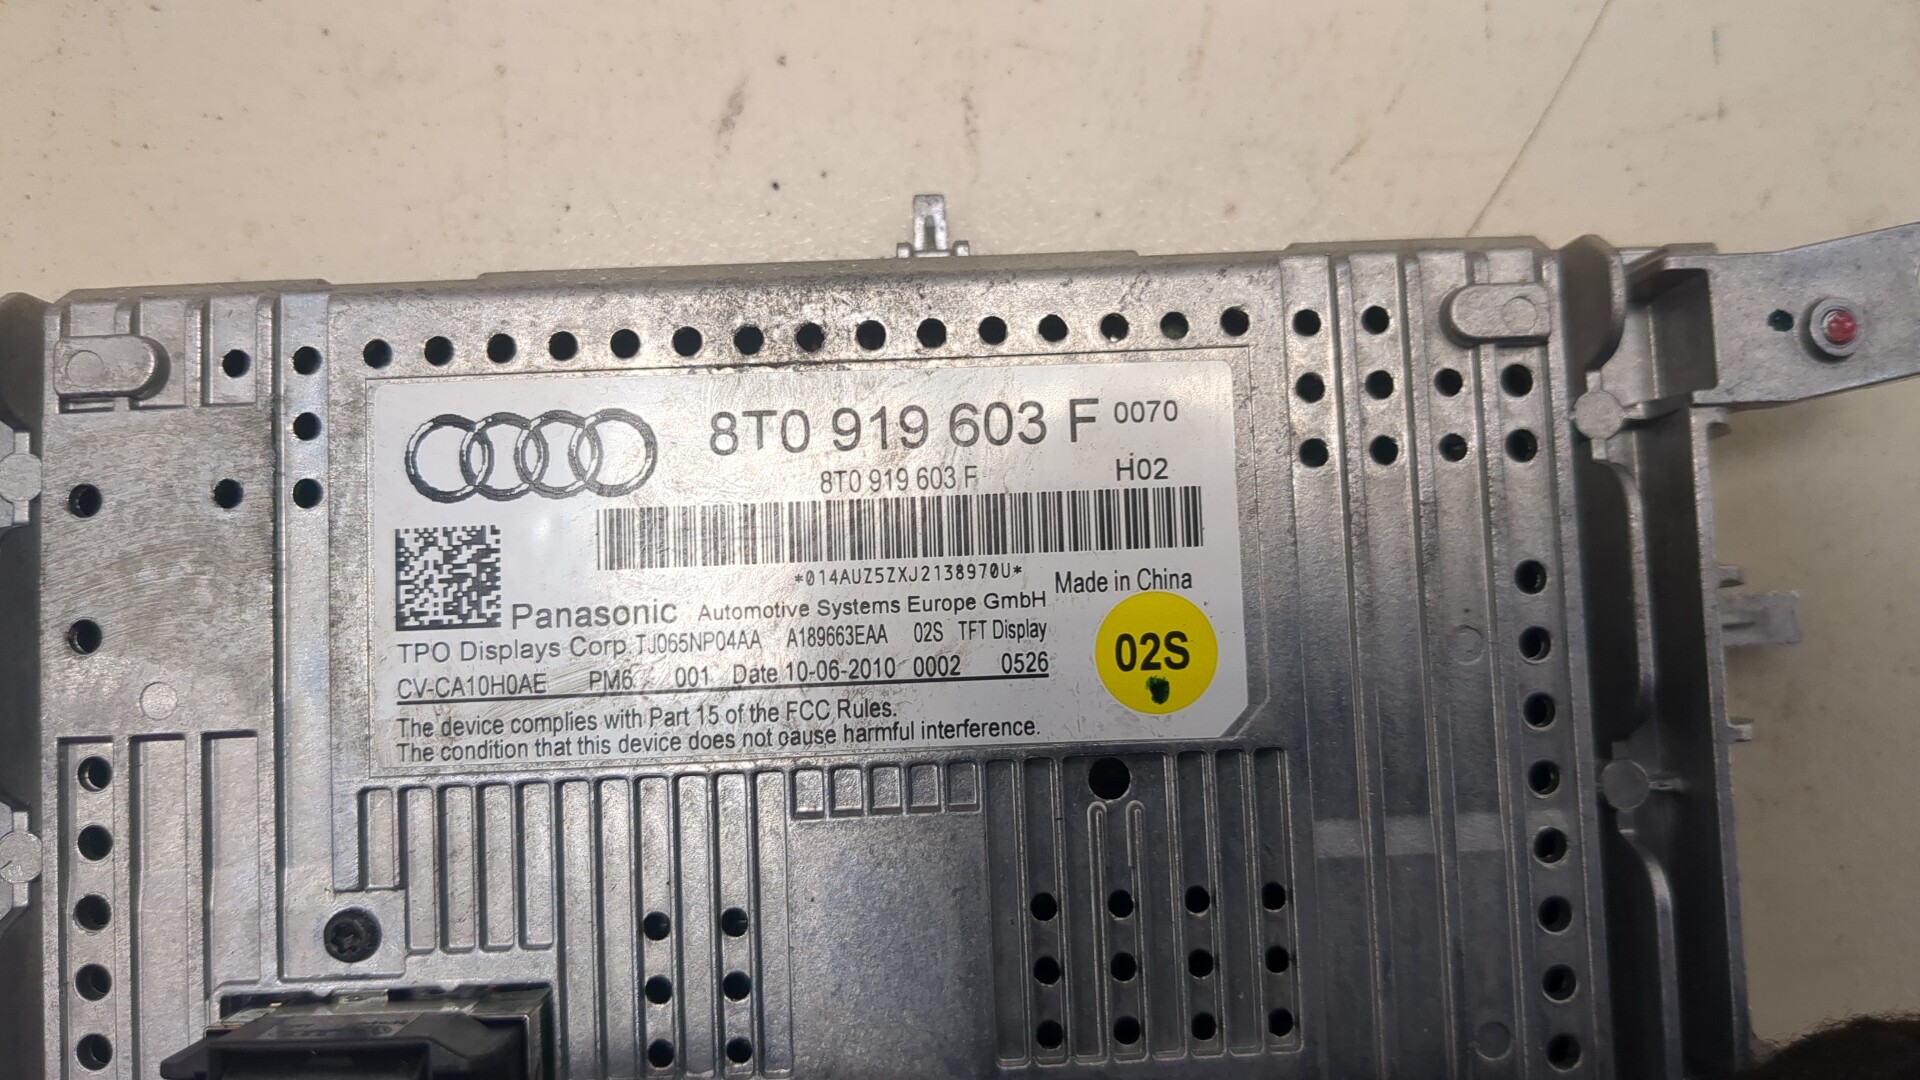 8T0 919 603 F 0070
8T0 919 603 F H02
*014AUZ5ZXJ2138970U*
Made in China
Panasonic Automotive Systems Europe GmbH
TPO Displays Corp. TJ065NP04AA A189663EAA 02S TFT Display
CV-CA10H0AE PM6 001 Date 10-06-2010 0002 0526
02S
The device complies with Part 15 of the FCC Rules.
The condition that this device does not cause harmful interference.